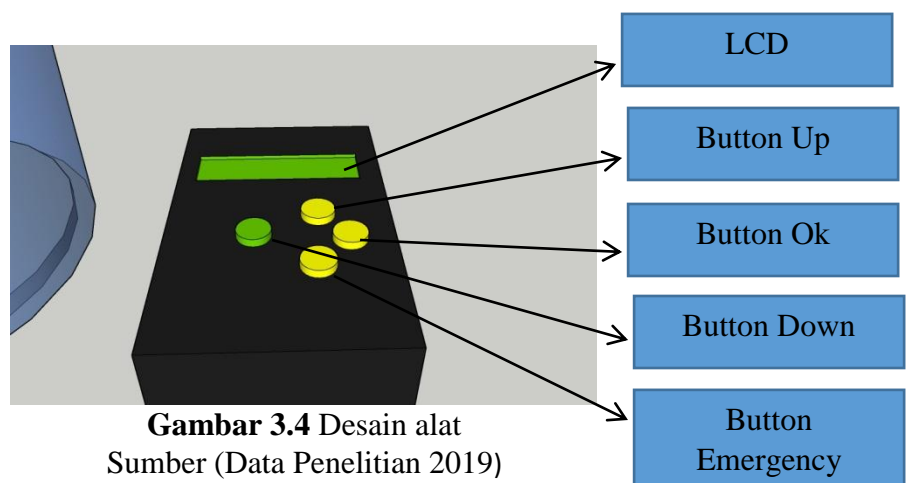 LCD
Button Up
Button Ok
Button Down
Button
Emergency
Gambar 3.4 Desain alat
Sumber (Data Penelitian 2019)